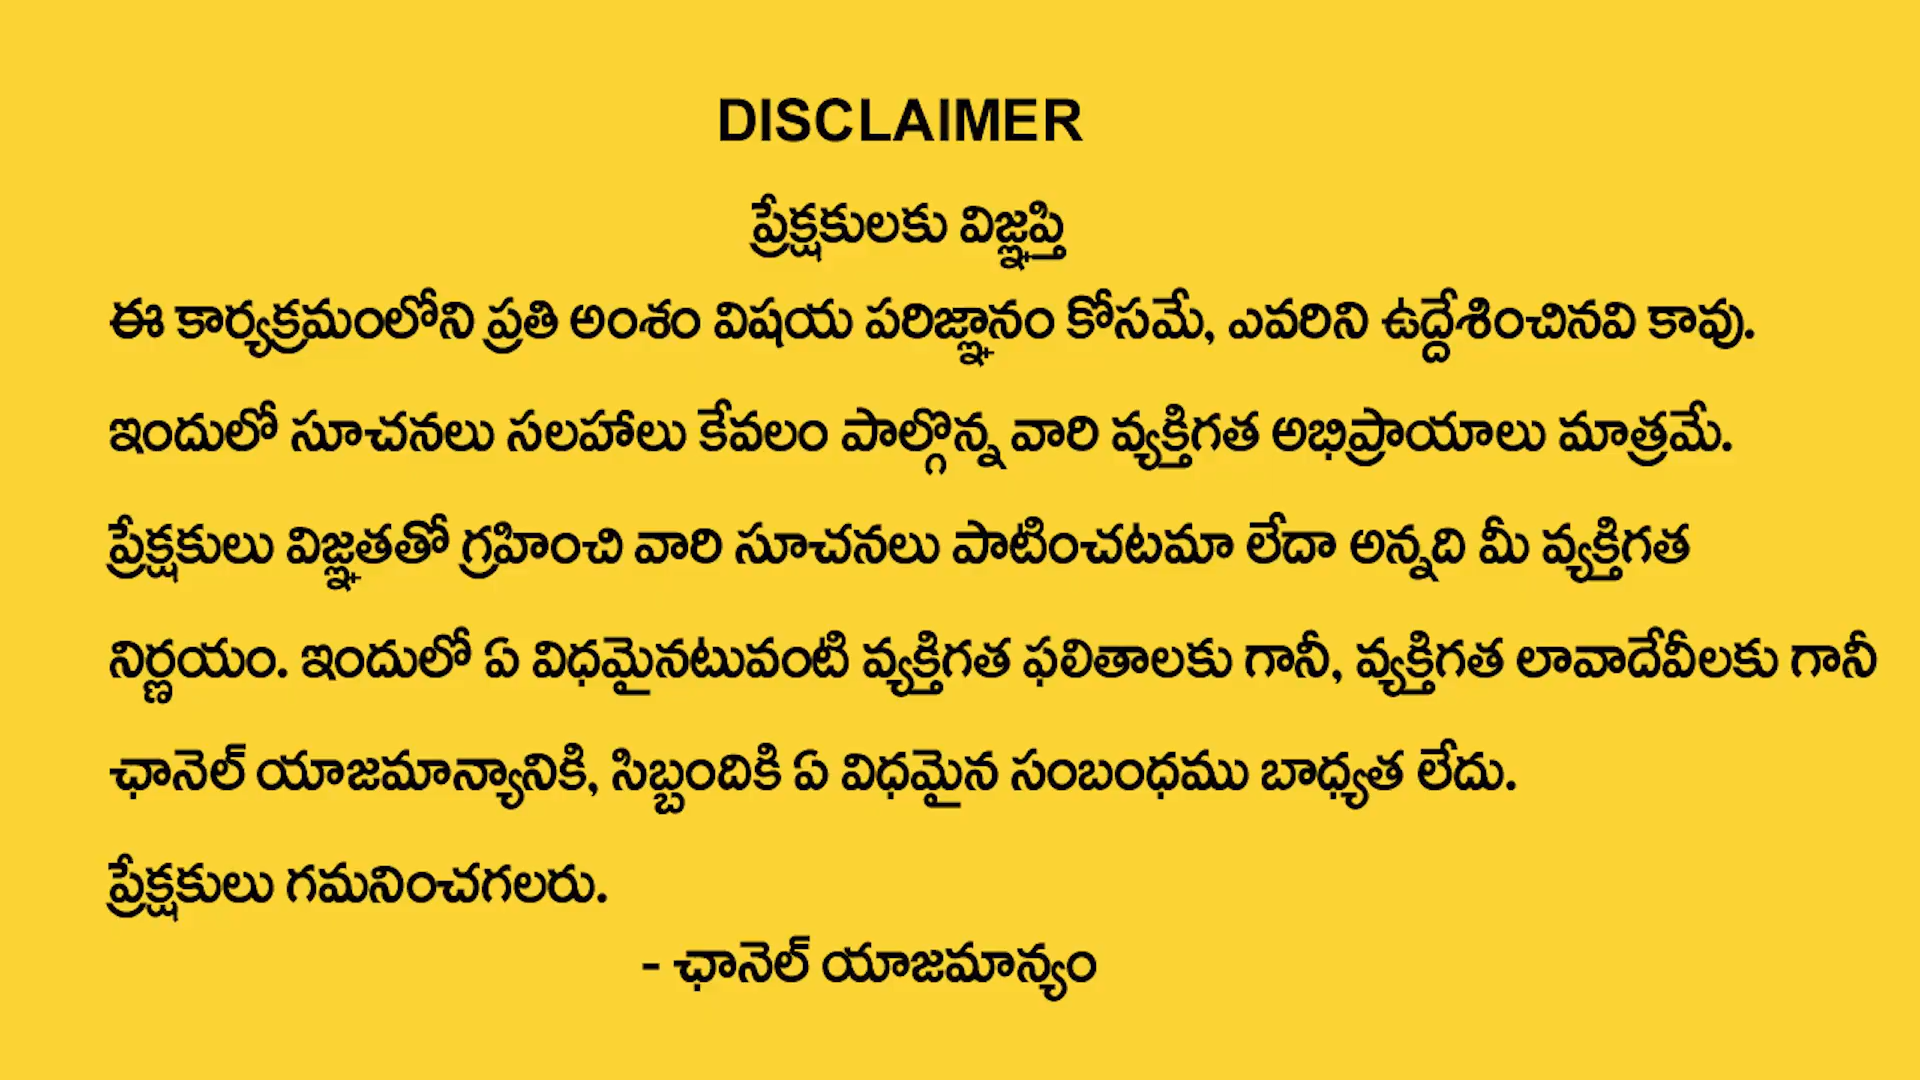 DISCLAIMER
ప్రేక్షకులకు విజ్ఞప్తి
ఈ కార్యక్రమంలోని ప్రతి అంశం విషయ పరిజ్ఞానం కోసమే, ఎవరిని ఉద్దేశించినవి కావు.
ఇందులో సూచనలు సలహాలు కేవలం పాల్గొన్న వారి వ్యక్తిగత అభిప్రాయాలు మాత్రమే.
ప్రేక్షకులు విజ్ఞతతో గ్రహించి వారి సూచనలు పాటించటమా లేదా అన్నది మీ వ్యక్తిగత
నిర్ణయం. ఇందులో ఏ విధమైనటువంటి వ్యక్తిగత ఫలితాలకు గానీ, వ్యక్తిగత లావాదేవీలకు గానీ
ఛానెల్ యాజమాన్యానికి, సిబ్బందికి ఏ విధమైన సంబంధము బాధ్యత లేదు.
ప్రేక్షకులు గమనించగలరు.
- ఛానెల్ యాజమాన్యం